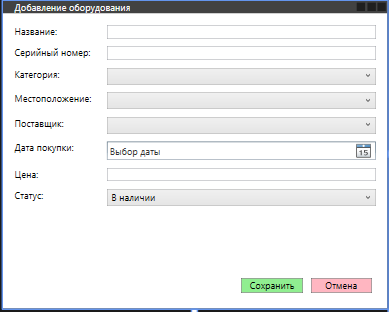 Добавление оборудования
Название:
Серийный номер:
Категория:
Местоположение:
Поставщик:
Дата покупки: Выбор даты 15
Цена:
Статус: В наличии
Сохранить Отмена